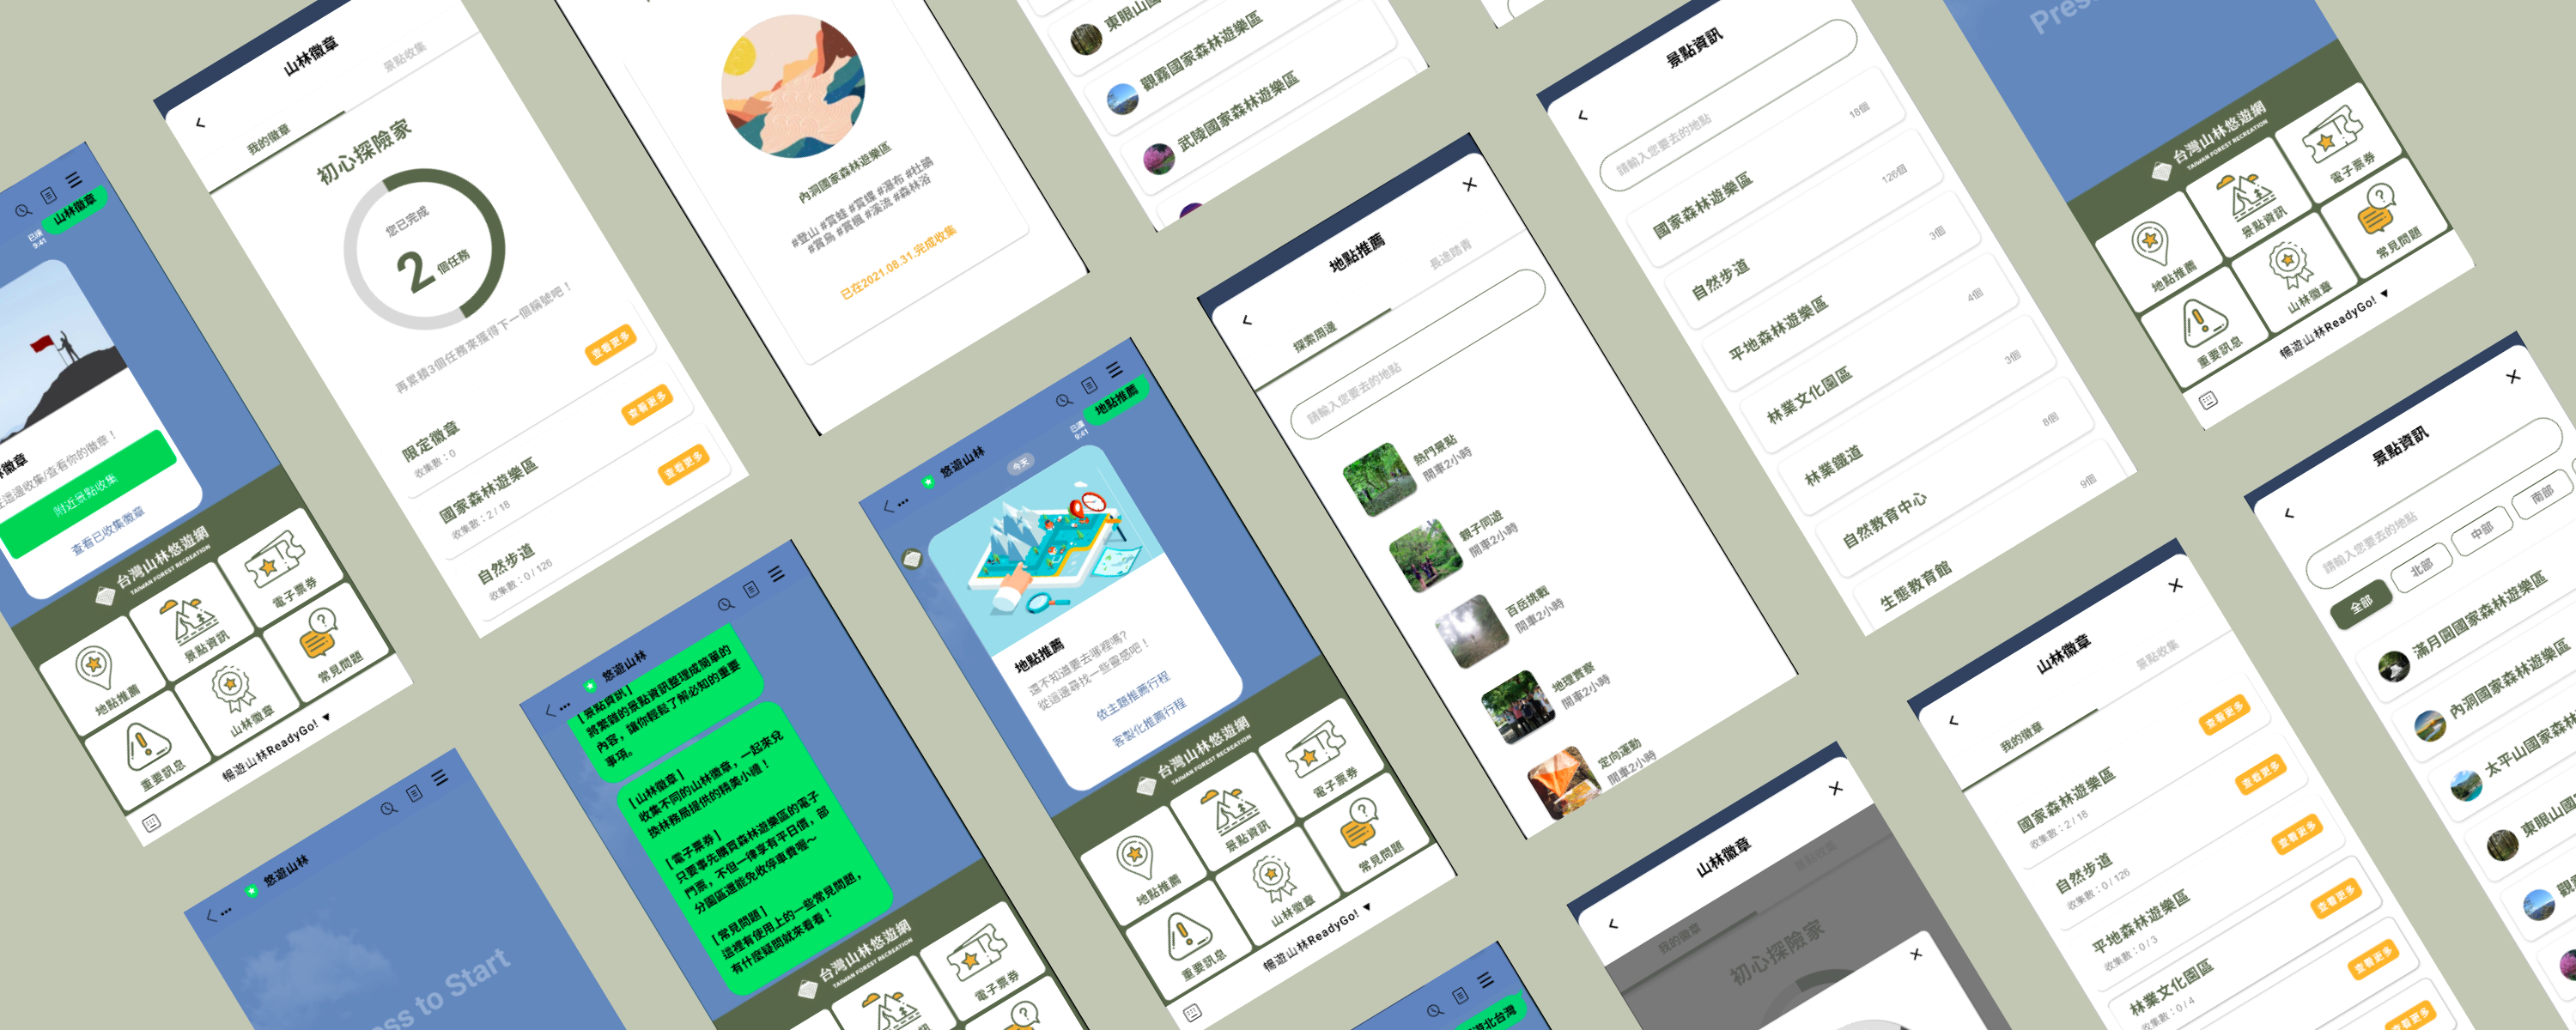 山林徽章
已讀
9:41
徽章
附近景點收集
查看已收集徽章
台灣山林悠遊網
TAIWAN FOREST RECREATION
地點推薦
景點資訊
電子票券
重要訊息
山林徽章
常見問題
暢遊山林ReadyGo! ▼
山林徽章
我的徽章
景點收集
初心探險家
您已完成
2 個任務
再累積3個任務來獲得下一個稱號吧！
限定徽章
收集數：0
查看更多
國家森林遊樂區
收集數：2 / 18
查看更多
自然步道
收集數：0 / 126
查看更多
悠遊山林
ss to Start
內洞國家森林遊樂區
#登山 #賞蛙 #賞蝶 #瀑布 #杜鵑
#賞鳥 #賞楓 #溪流 #森林浴
已在2021.08.31.完成收集
悠遊山林
[ 景點資訊 ]
將繁雜的景點資訊整理成簡單的
內容，讓你輕鬆了解必知的重要
事項。
[ 山林徽章 ]
收集不同的山林徽章，一起來兌
換林務局提供的精美小禮！
[ 電子票券 ]
只要事先購買森林遊樂區的電子
門票，不但一律享有平日價，部
分園區還能免收停車費喔～
[ 常見問題 ]
這裡有使用上的一些常見問題，
有什麼疑問就來看看！
台灣山林悠遊網
TAIWAN FOREST RECREATION
電子票券
東眼山國
觀霧國家森林遊樂區
武陵國家森林遊樂區
悠遊山林
地點推薦
已讀
9:41
今天
地點推薦
還不知道要去哪裡嗎？
從這邊尋找一些靈感吧！
依主題推薦行程
客製化推薦行程
台灣山林悠遊網
TAIWAN FOREST RECREATION
地點推薦
景點資訊
電子票券
重要訊息
山林徽章
常見問題
暢遊山林ReadyGo! ▼
地點推薦
探索周邊
長途踏青
請輸入您要去的地點
熱門景點
開車2小時
親子同遊
開車2小時
百岳挑戰
開車2小時
地理實察
開車2小時
定向運動
開車2小時
北台灣
景點資訊
請輸入您要去的地點
國家森林遊樂區
18個
自然步道
126個
平地森林遊樂區
3個
林業文化園區
4個
林業鐵道
3個
自然教育中心
8個
生態教育館
9個
山林徽章
我的徽章
景點收集
初心探險家
Press
台灣山林悠遊網
TAIWAN FOREST RECREATION
地點推薦
景點資訊
電子票券
重要訊息
山林徽章
常見問題
暢遊山林ReadyGo! ▼
山林徽章
我的徽章
景點收集
國家森林遊樂區
收集數：2 / 18
查看更多
自然步道
收集數：0 / 126
查看更多
平地森林遊樂區
收集數：0 / 3
查看更多
林業文化園區
收集數：0 / 4
查看更多
查看更多
查看更多
景點資訊
請輸入您要去的地點
全部
北部
中部
南部
滿月圓國家森林遊樂區
內洞國家森林遊樂區
太平山國家森林
東眼山國
觀霧